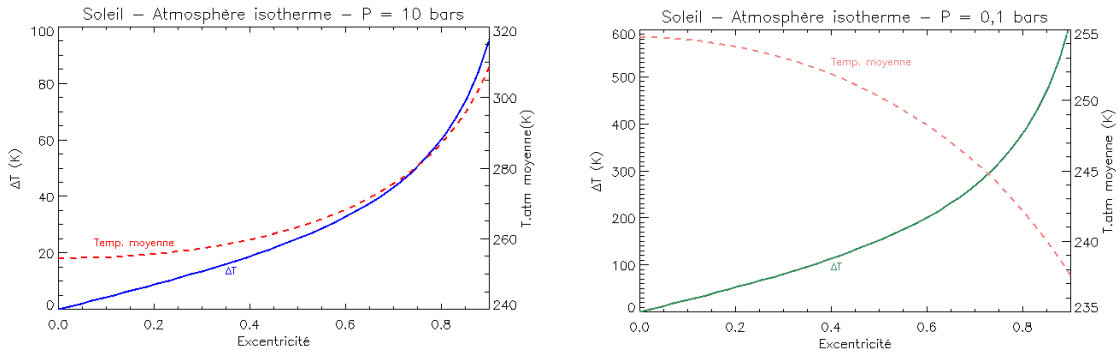 Soleil – Atmosphère isotherme – P = 10 bars
100
80
60
40
20
0
ΔT (K)
320
300
280
260
240
T.atm moyenne(K)
Temp. moyenne
ΔT
0.0 0.2 0.4 0.6 0.8
Excentricité
Soleil – Atmosphère isotherme – P = 0,1 bars
600
500
400
300
200
100
0
ΔT (K)
255
250
245
240
235
T.atm moyenne (K)
Temp. moyenne
ΔT
0.0 0.2 0.4 0.6 0.8
Excentricité